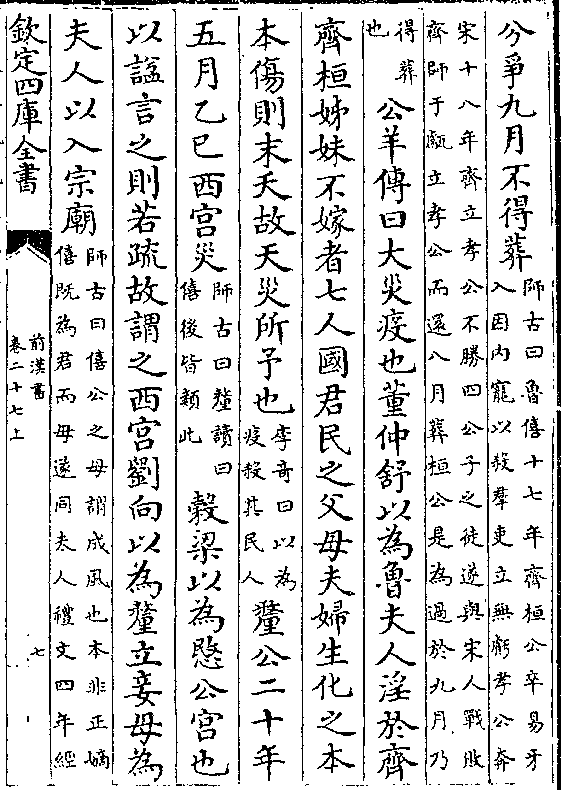 分爭九月不得葬師古曰魯僖十七年齊桓公卒易牙入因内寵以殺羣吏立無虧孝公奔
宋十八年齊立孝公不勝四公子之徒遂與宋人戰敗齊師于甗立孝公而還八月葬桓公是為過於九月乃
得葬也公羊傳曰大災疫也董仲舒以為魯夫人淫於齊
齊桓姊妹不嫁者七人國君民之父母夫婦生化之本
本傷則末夭故天災所予也李奇曰以為疫殺其民人釐公二十年
五月乙巳西宮災師古曰釐讀曰僖後皆類此穀梁以為愍公宮也
以諡言之則若疏故謂之西宮劉向以為釐立妾母為
夫人以入宗廟師古曰僖公之母謂成風也本非正嫡僖既為君而母遂同夫人禮文四年經
欽定四庫全書
前漢書
卷二十七上
七